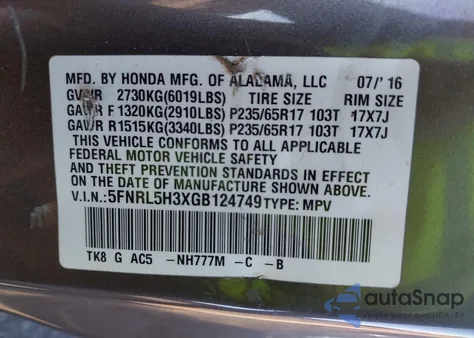 MFD. BY HONDA MFG. OF ALABAMA, LLC 07/'16
GVWR 2730KG(6019LBS) TIRE SIZE RIM SIZE
GAWR F 1320KG(2910LBS) P235/65R17 103T 17X7J
GAWR R1515KG(3340LBS) P235/65R17 103T 17X7J
THIS VEHICLE CONFORMS TO ALL APPLICABLE
FEDERAL MOTOR VEHICLE SAFETY
AND THEFT PREVENTION STANDARDS IN EFFECT
ON THE DATE OF MANUFACTURE SHOWN ABOVE.
V.I.N.:5FNRL5H3XGB124749TYPE: MPV
TK8 G AC5 -NH777M -C -B
autoSnap